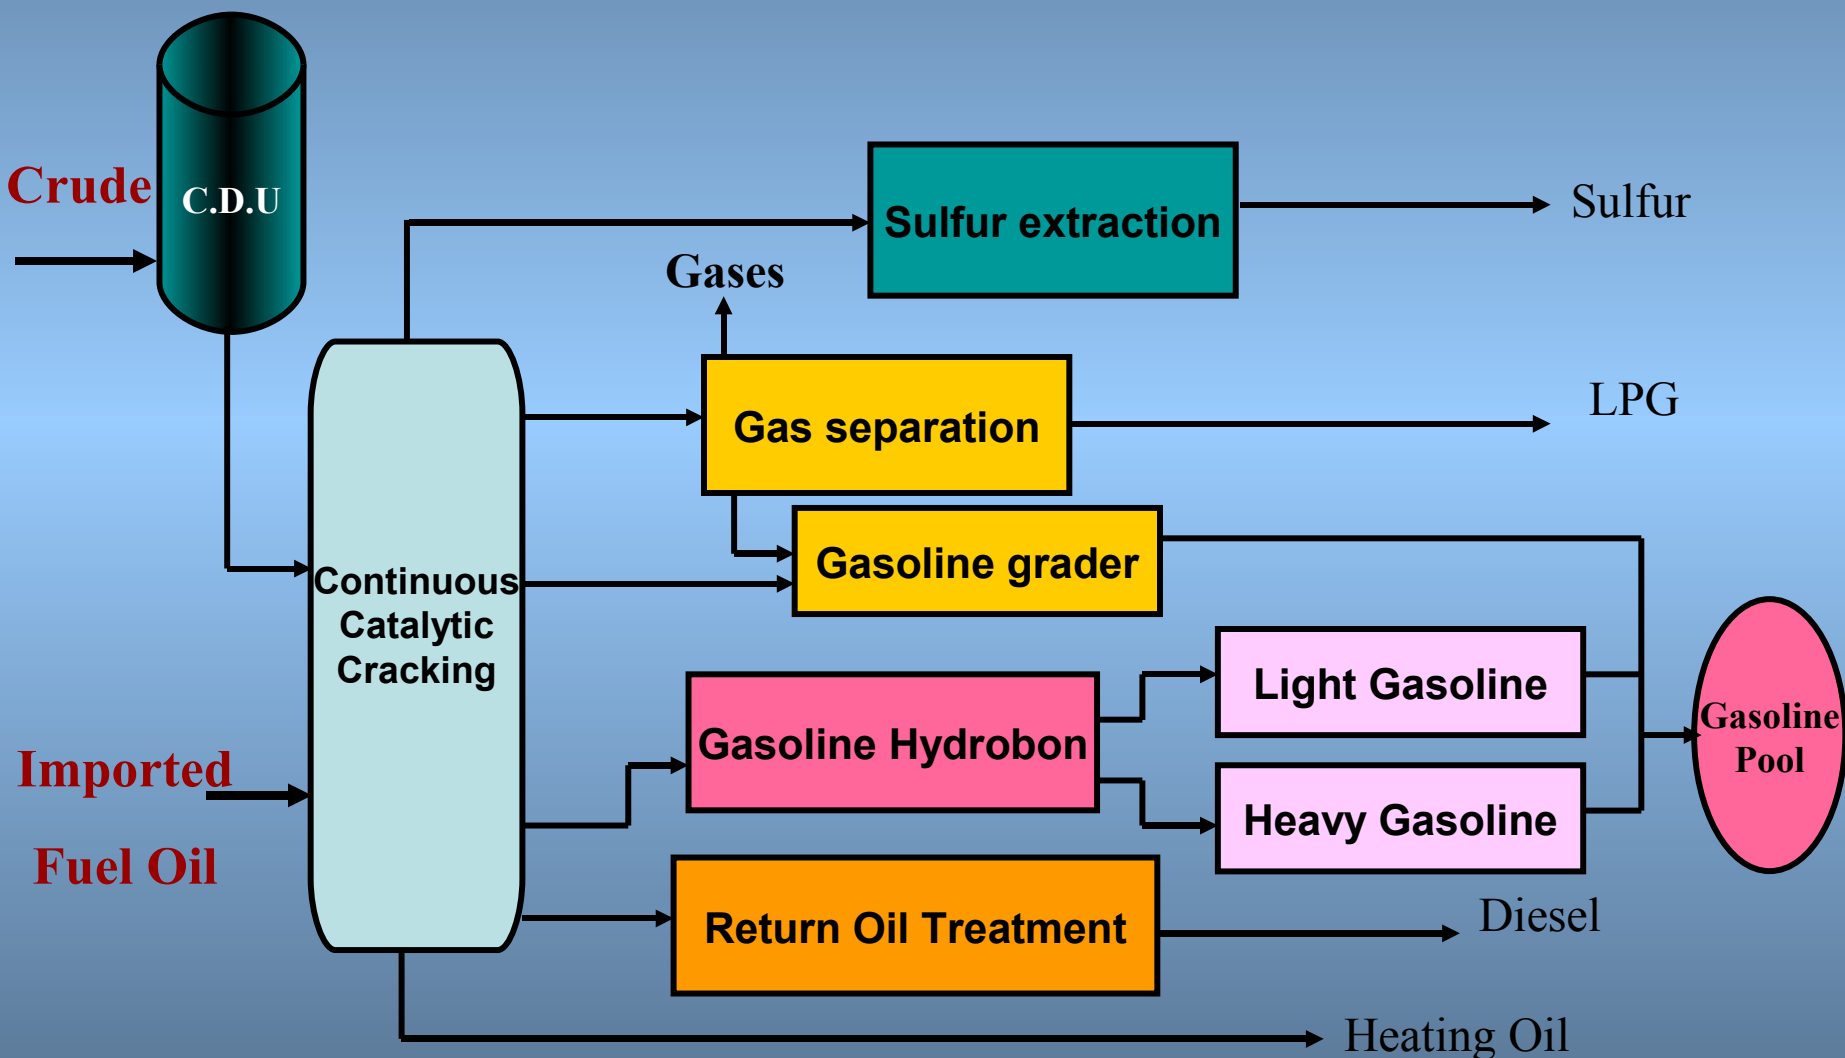 Crude
C.D.U
Sulfur extraction
Sulfur
Gases
Gas separation
LPG
Gasoline grader
Continuous
Catalytic
Cracking
Light Gasoline
Gasoline Hydrobon
Gasoline
Pool
Imported
Fuel Oil
Heavy Gasoline
Return Oil Treatment
Diesel
Heating Oil